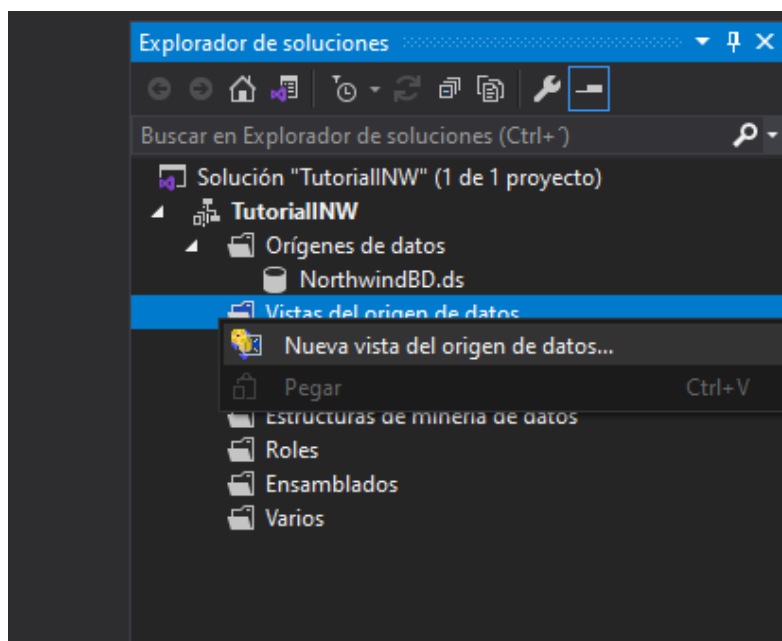 Explorador de soluciones
Buscar en Explorador de soluciones (Ctrl+´)
Solución "TutorialINW" (1 de 1 proyecto)
TutorialINW
Orígenes de datos
NorthwindBD.ds
Vistas del origen de datos
Nueva vista del origen de datos...
Pegar Ctrl+V
Estructuras de minería de datos
Roles
Ensamblados
Varios